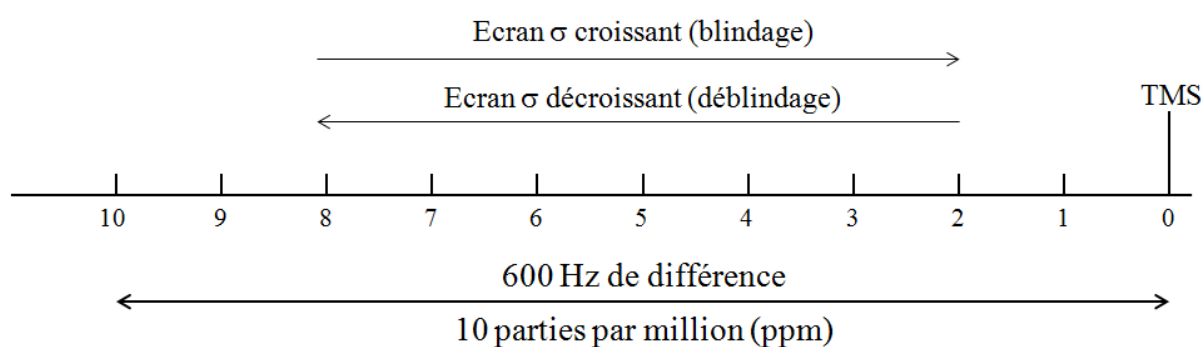 Ecran σ croissant (blindage)
Ecran σ décroissant (déblindage)
TMS
10 9 8 7 6 5 4 3 2 1 0
600 Hz de différence
10 parties par million (ppm)